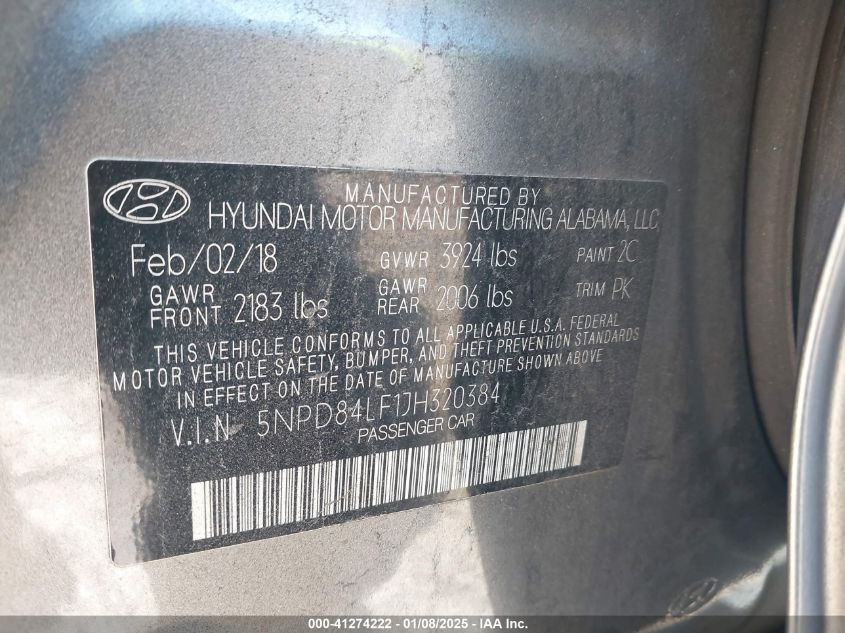 MANUFACTURED BY
HYUNDAI MOTOR MANUFACTURING ALABAMA, LLC
Feb/02/18 GVWR 3924 lbs PAINT 2C
GAWR FRONT 2183 lbs GAWR REAR 2006 lbs TRIM PK
THIS VEHICLE CONFORMS TO ALL APPLICABLE U.S.A. FEDERAL
MOTOR VEHICLE SAFETY, BUMPER, AND THEFT PREVENTION STANDARDS
IN EFFECT ON THE DATE OF MANUFACTURE SHOWN ABOVE
V.I.N 5NPD84LF1JH320384
PASSENGER CAR
000-41274222 - 01/08/2025 - IAAI Inc.